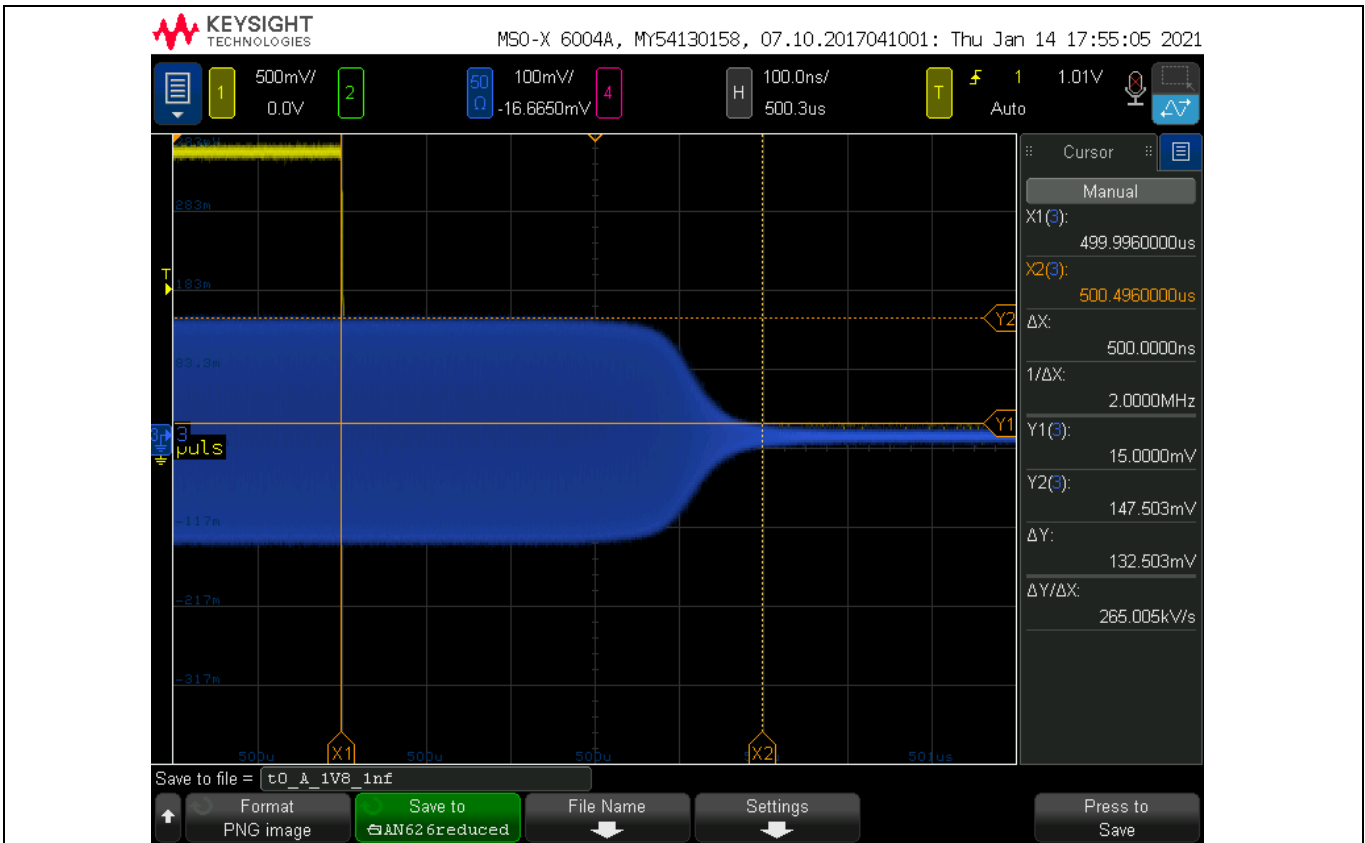 KEYSIGHT
TECHNOLOGIES
MSO-X 6004A, MY54130158, 07.10.2017041001: Thu Jan 14 17:55:05 2021
1 500mV/ 0.0V
2
50 Ω 100mV/ -16.6650mV
4
H 100.0ns/ 500.3us
T 1 1.01V Auto
483mV
283m
T
183m
83.3m
3
3
puls
-117m
-217m
-317m
500u
X1
500u
500u
X2
501us
Y2
Y1
Cursor
Manual
X1(3):
499.9960000us
X2(3):
500.4960000us
ΔX:
500.0000ns
1/ΔX:
2.0000MHz
Y1(3):
15.0000mV
Y2(3):
147.503mV
ΔY:
132.503mV
ΔY/ΔX:
265.005kV/s
Save to file = t0_A_1V8_1nf
Format
PNG image
Save to
AN626reduced
File Name
Settings
Press to
Save